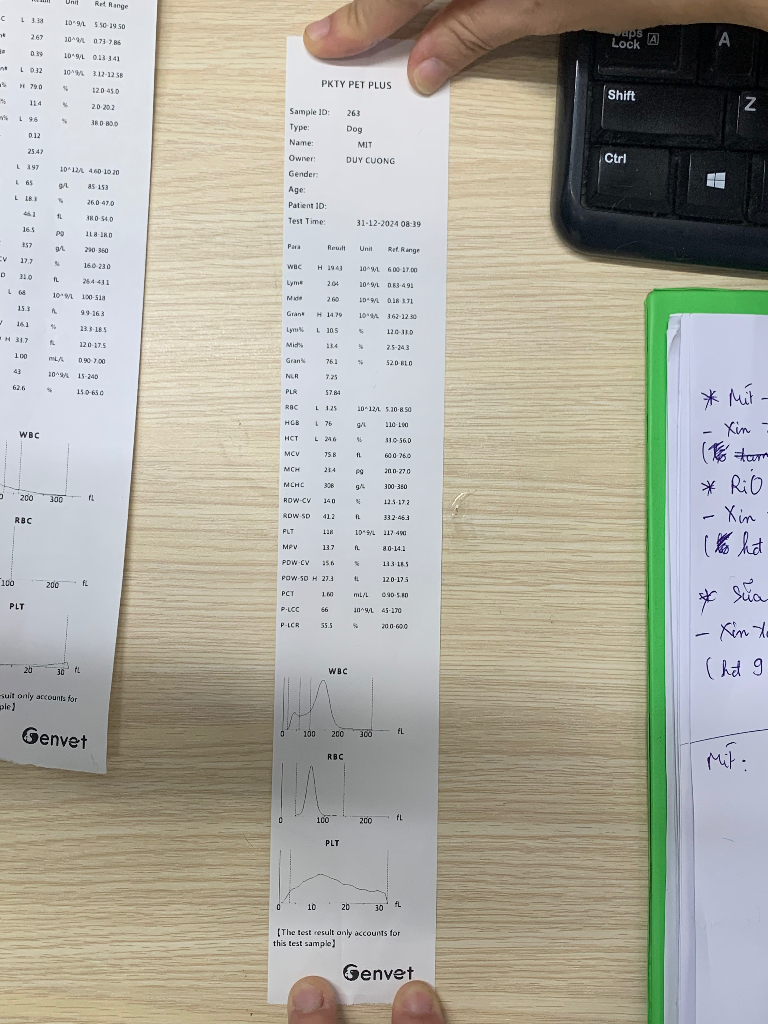 Result Unit Ref. Range
C L 3.38 10^9/L 5.50-19.50
2.67 10^9/L 0.73-7.86
0.39 10^9/L 0.13-3.41
L 0.32 10^9/L 3.12-12.58
% H 79.0 % 12.0-45.0
% 11.4 % 2.0-20.2
% L 9.6 % 38.0-80.0
0.12
25.47
L 3.97 10^12/L 4.60-10.20
L 65 g/L 85-153
L 18.3 % 26.0-47.0
46.1 fL 38.0-54.0
16.5 pg 11.8-18.0
357 g/L 290-360
CV 17.7 % 16.0-23.0
D 31.0 fL 26.4-43.1
L 68 10^9/L 100-518
15.3 fL 9.9-16.3
V 16.1 % 13.3-18.5
H 33.7 fL 12.0-17.5
1.00 mL/L 0.90-7.00
43 10^9/L 15-240
62.6 % 15.0-65.0
WBC
200 300 fL
RBC
100 200 fL
PLT
20 30 fL
result only accounts for
ple】
Genvet
PKTY PET PLUS
Sample ID: 263
Type: Dog
Name: MIT
Owner: DUY CUONG
Gender:
Age:
Patient ID:
Test Time: 31-12-2024 08:39
Para Result Unit Ref. Range
WBC H 19.43 10^9/L 6.00-17.00
Lym# 2.04 10^9/L 0.83-4.91
Mid# 2.60 10^9/L 0.18-3.71
Gran# H 14.79 10^9/L 3.62-12.30
Lym% L 10.5 % 12.0-33.0
Mid% 13.4 % 2.5-24.3
Gran% 76.1 % 52.0-81.0
NLR 7.25
PLR 57.84
RBC L 3.25 10^12/L 5.10-8.50
HGB L 76 g/L 110-190
HCT L 24.6 % 33.0-56.0
MCV 75.8 fL 60.0-76.0
MCH 23.4 pg 20.0-27.0
MCHC 308 g/L 300-380
RDW-CV 14.0 % 12.5-17.2
RDW-SD 41.2 fL 33.2-46.3
PLT 118 10^9/L 117-490
MPV 13.7 fL 8.0-14.1
PDW-CV 15.6 % 13.3-18.5
PDW-SD H 27.3 fL 12.0-17.5
PCT 1.60 mL/L 0.90-5.80
P-LCC 66 10^9/L 45-170
P-LCR 55.5 % 20.0-60.0
WBC
0 100 200 300 fL
RBC
0 100 200 fL
PLT
0 10 20 30 fL
【The test result only accounts for
this test sample】
Genvet
Caps
Lock A
A
Shift
Z
Ctrl
* Mít -
- Xin
* RiO
- Xin
hd
* Sữa
- Xin
( hd 9
Mít: